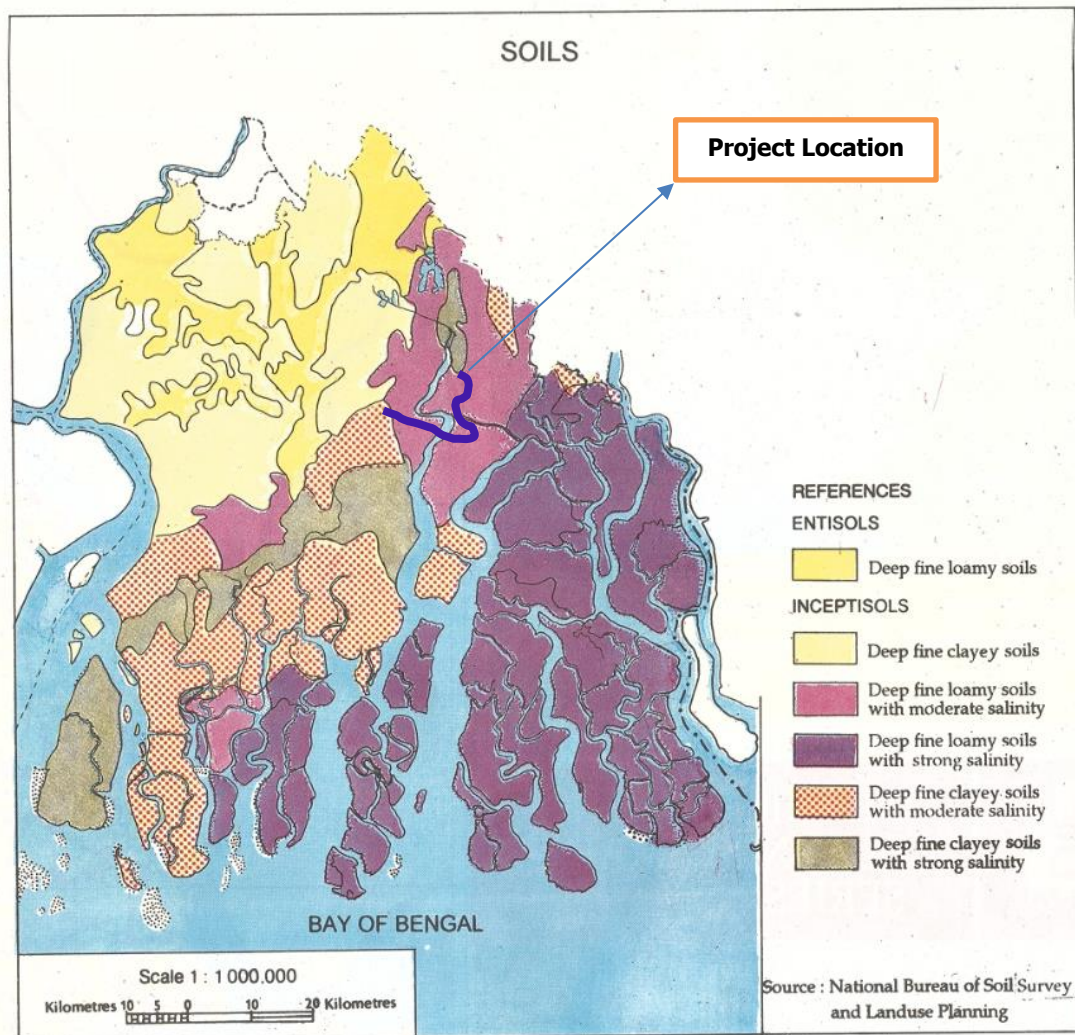 SOILS
Project Location
REFERENCES
ENTISOLS
Deep fine loamy soils
INCEPTISOLS
Deep fine clayey soils
Deep fine loamy soils
with moderate salinity
Deep fine loamy soils
with strong salinity
Deep fine clayey soils
with moderate salinity
Deep fine clayey soils
with strong salinity
BAY OF BENGAL
Scale 1 : 1 000,000
Kilometres 10 5 0 10 20 Kilometres
Source : National Bureau of Soil Survey
and Landuse Planning